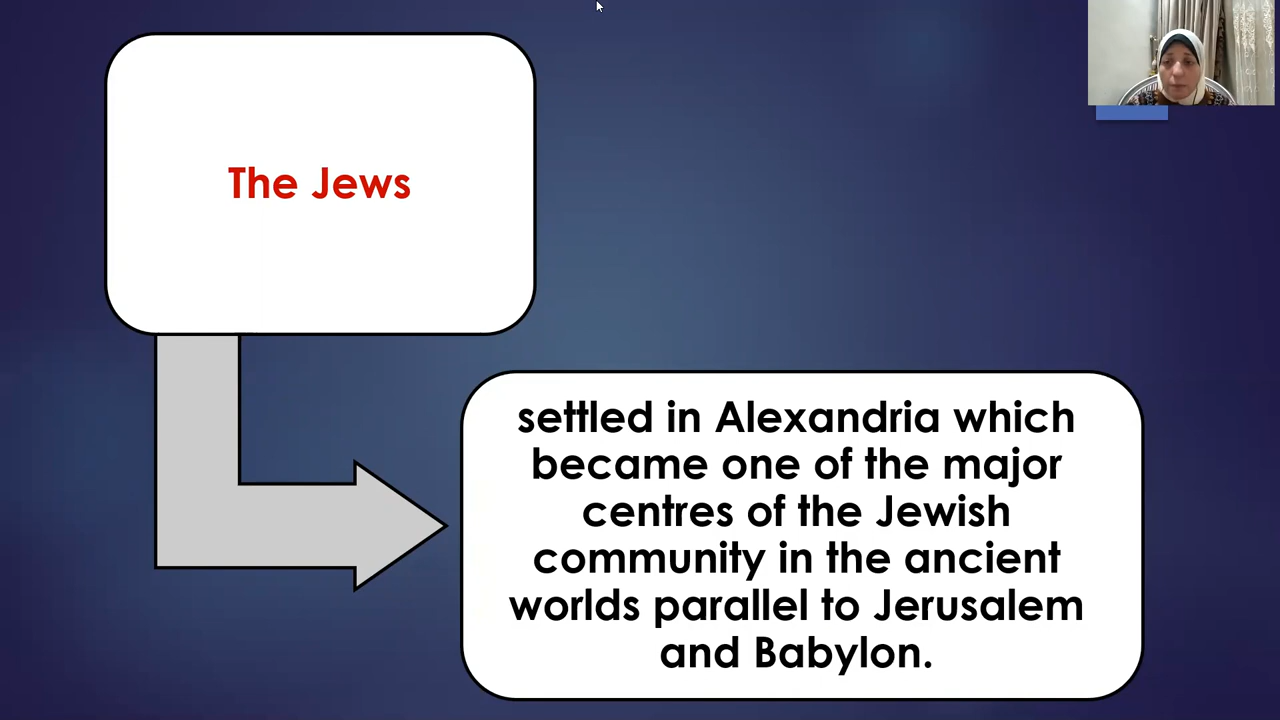 The Jews
settled in Alexandria which
became one of the major
centres of the Jewish
community in the ancient
worlds parallel to Jerusalem
and Babylon.